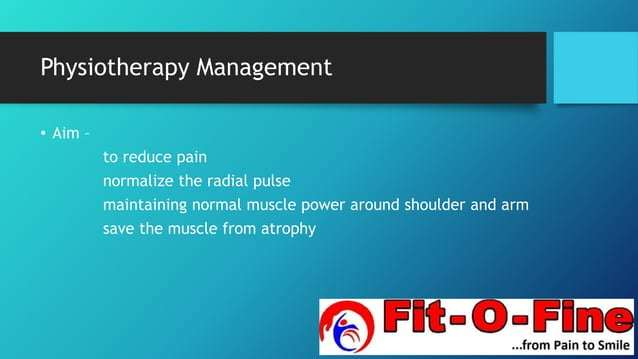 Physiotherapy Management
• Aim –
to reduce pain
normalize the radial pulse
maintaining normal muscle power around shoulder and arm
save the muscle from atrophy
Fit-O-Fine
...from Pain to Smile